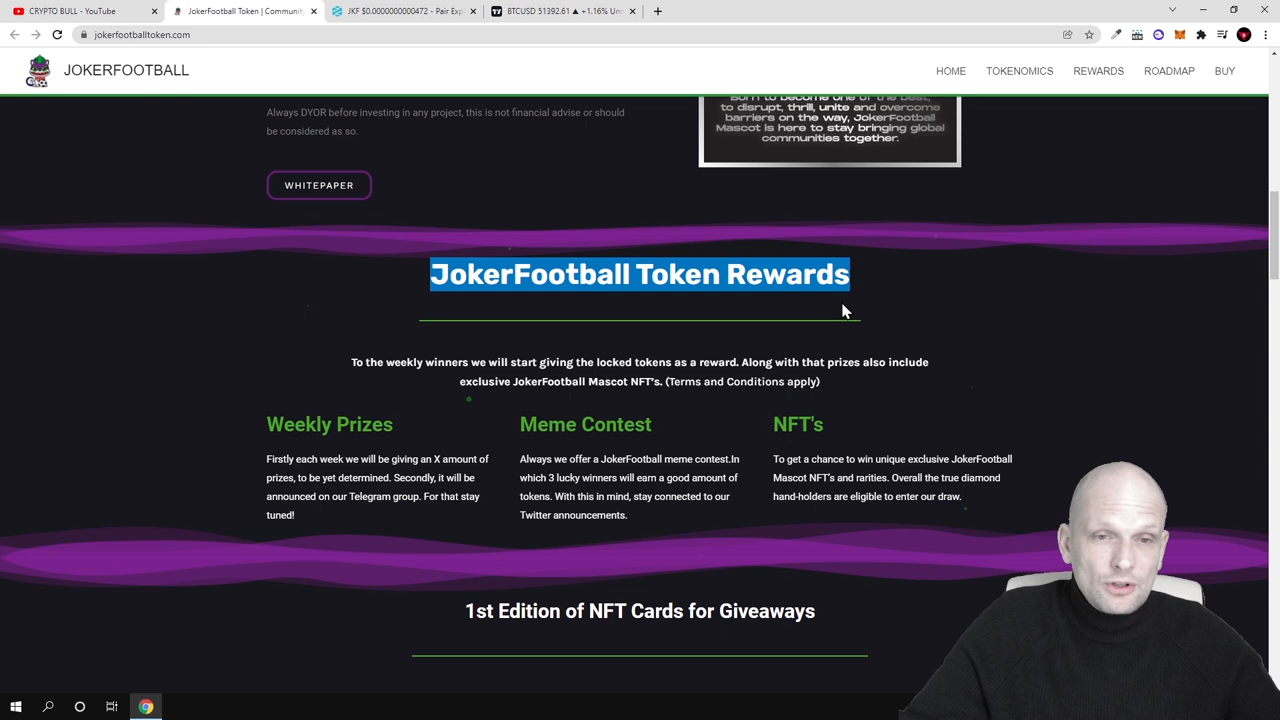 CRYPTO BULL - YouTube
JokerFootball Token | Communit
JKF $0.0000000000472 - Pair Exp
BTCUSD 51392.61 ▲ +1.16% Un
jokerfootballtoken.com
JOKERFOOTBALL
HOME
TOKENOMICS
REWARDS
ROADMAP
BUY
Always DYOR before investing in any project, this is not financial advise or should
be considered as so.
WHITEPAPER
Born to become one of the best,
to disrupt, thrill, unite and overcome
barriers on the way, JokerFootball
Mascot is here to stay bringing global
communities together.
JokerFootball Token Rewards
To the weekly winners we will start giving the locked tokens as a reward. Along with that prizes also include
exclusive JokerFootball Mascot NFT's. (Terms and Conditions apply)
Weekly Prizes
Firstly each week we will be giving an X amount of
prizes, to be yet determined. Secondly, it will be
announced on our Telegram group. For that stay
tuned!
Meme Contest
Always we offer a JokerFootball meme contest.In
which 3 lucky winners will earn a good amount of
tokens. With this in mind, stay connected to our
Twitter announcements.
NFT's
To get a chance to win unique exclusive JokerFootball
Mascot NFT's and rarities. Overall the true diamond
hand-holders are eligible to enter our draw.
1st Edition of NFT Cards for Giveaways